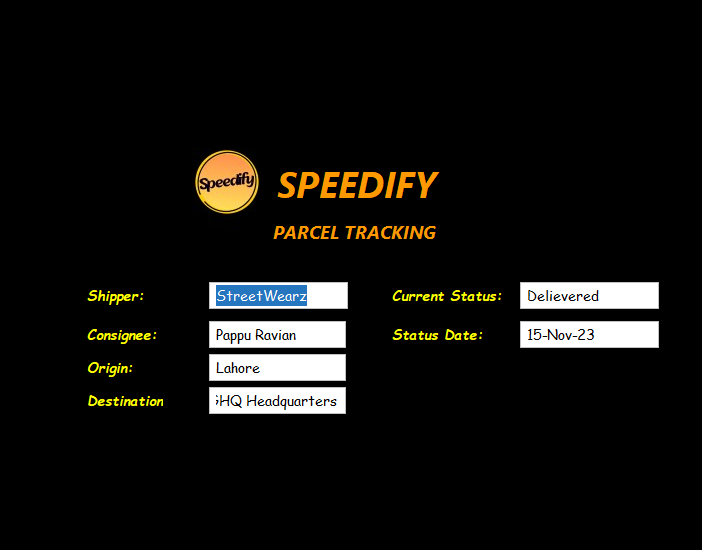 Speedify
SPEEDIFY
PARCEL TRACKING
Shipper: StreetWearz Current Status: Delievered
Consignee: Pappu Ravian Status Date: 15-Nov-23
Origin: Lahore
Destination HQ Headquarters